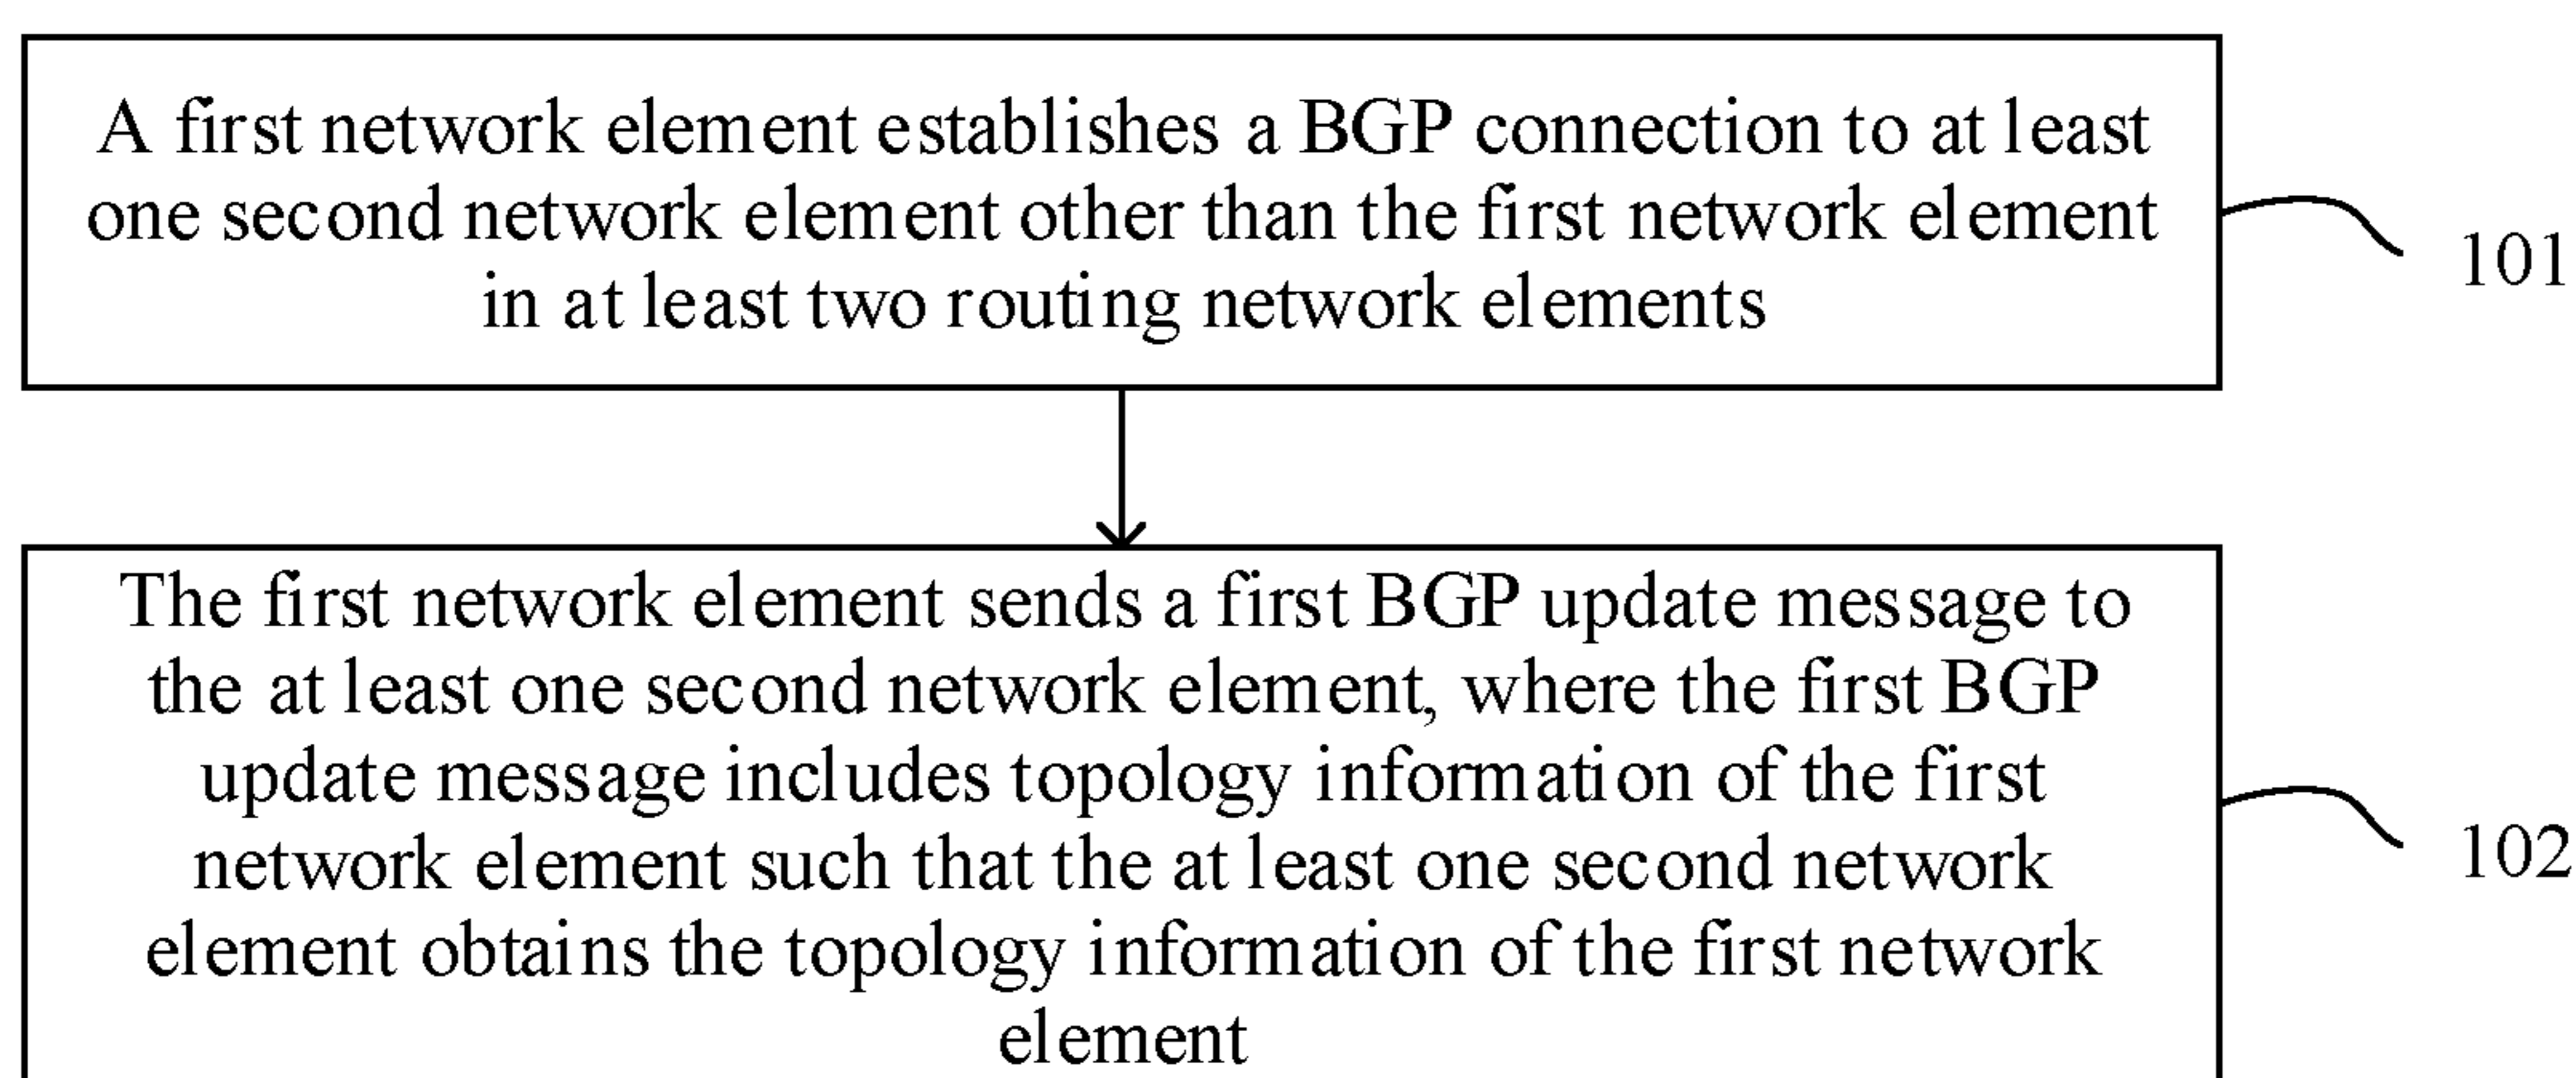 A first network element establishes a BGP connection to at least
one second network element other than the first network element
in at least two routing network elements
101
The first network element sends a first BGP update message to
the at least one second network element, where the first BGP
update message includes topology information of the first
network element such that the at least one second network
element obtains the topology information of the first network
element
102